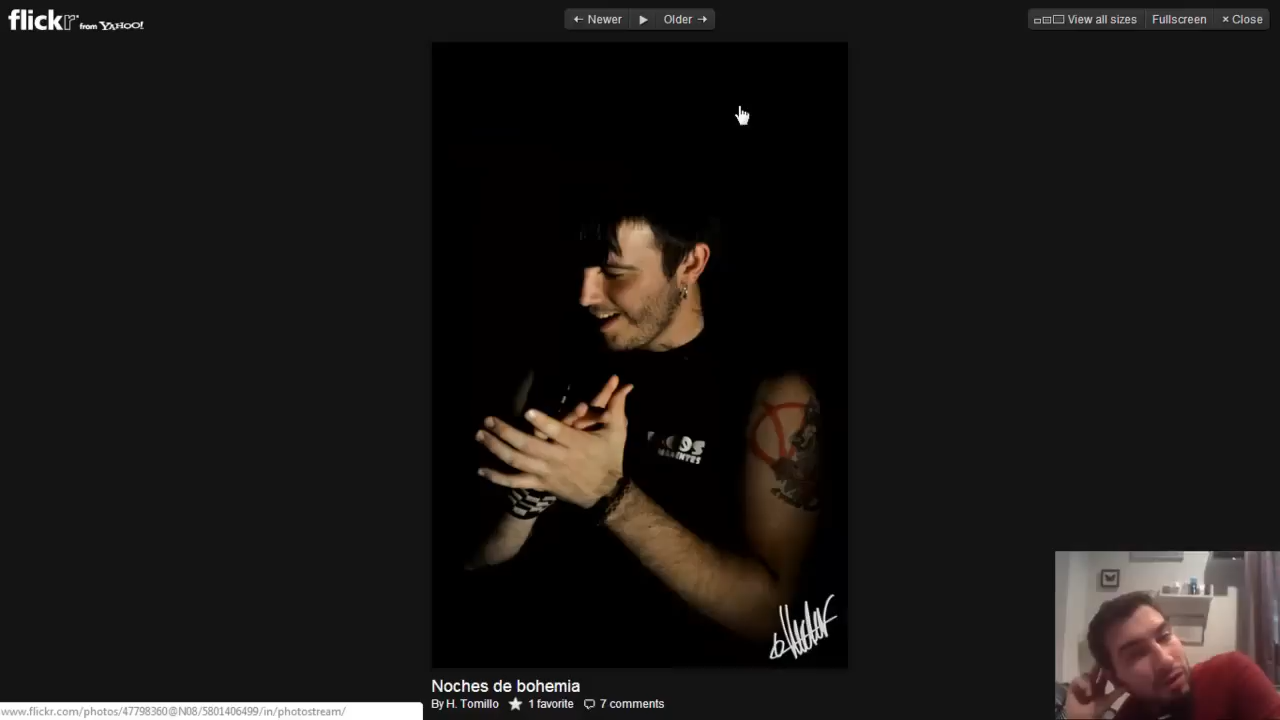 flickr from YAHOO!
← Newer
Older →
View all sizes
Fullscreen
× Close
Noches de bohemia
By H. Tomillo
1 favorite
7 comments
www.flickr.com/photos/47798360@N08/5801406499/in/photostream/